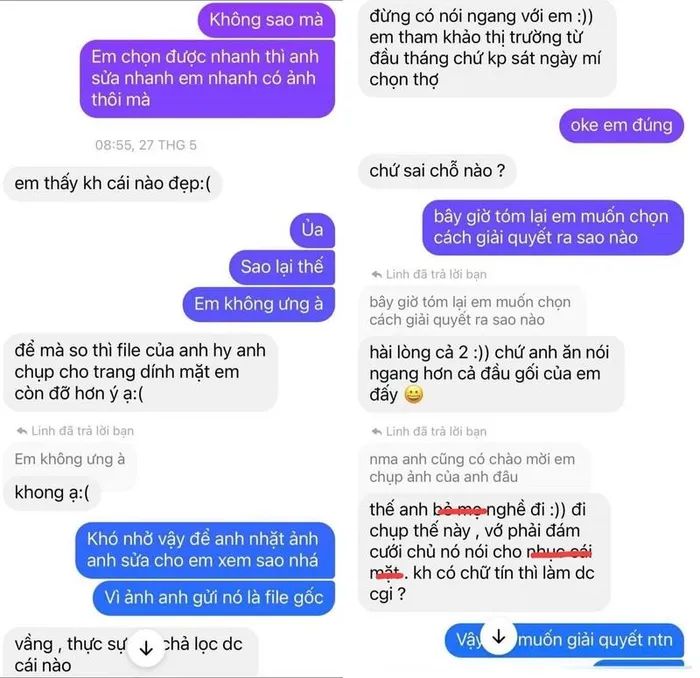 Không sao mà
Em chọn được nhanh thì anh
sửa nhanh em nhanh có ảnh
thôi mà
08:55, 27 THG 5
em thấy kh cái nào đẹp:(
Ủa
Sao lại thế
Em không ưng à
để mà so thì file của anh hy anh
chụp cho trang dính mặt em
còn đỡ hơn ý ạ:(
Linh đã trả lời bạn
Em không ưng à
khong ạ:(
Khó nhờ vậy để anh nhặt ảnh
anh sửa cho em xem sao nhá
Vì ảnh anh gửi nó là file gốc
vầng , thực sự chả lọc dc
cái nào
đừng có nói ngang với em :))
em tham khảo thị trường từ
đầu tháng chứ kp sát ngày mí
chọn thợ
oke em đúng
chứ sai chỗ nào ?
bây giờ tóm lại em muốn chọn
cách giải quyết ra sao nào
Linh đã trả lời bạn
bây giờ tóm lại em muốn chọn
cách giải quyết ra sao nào
hài lòng cả 2 :)) chứ anh ăn nói
ngang hơn cả đầu gối của em
đấy 😀
Linh đã trả lời bạn
nma anh cũng có chào mời em
chụp ảnh của anh đâu
thế anh bỏ mẹ nghề đi :)) đi
chụp thế này , vớ phải đám
cưới chủ nó nói cho nhục cái
mặt . kh có chữ tín thì làm dc
cgi ?
Vậy muốn giải quyết ntn